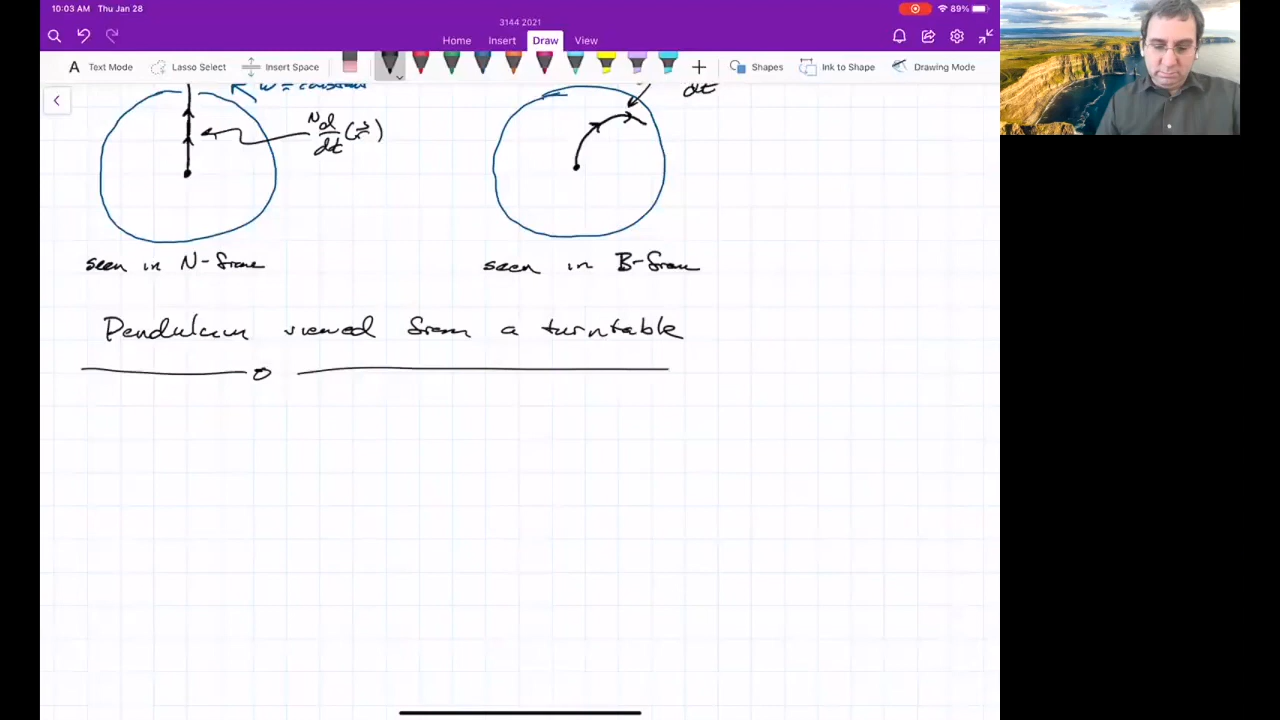 10:03 AM Thu Jan 28
89%
3144 2021
Home Insert Draw View
A Text Mode Lasso Select Insert Space Shapes Ink to Shape Drawing Mode
ω = constant
dt
N d/dt (r⃗)
seen in N-frame
seen in B-frame
Pendulum viewed from a turntable